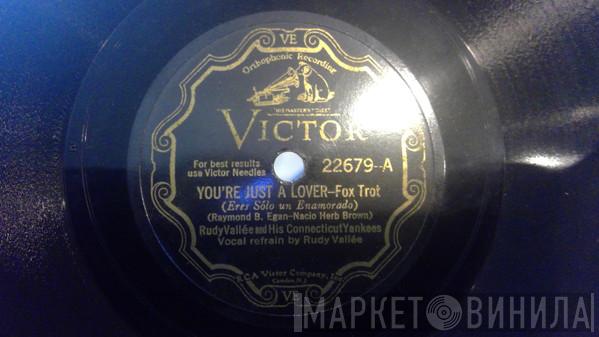 VE
Orthophonic Recording
"HIS MASTER'S VOICE"
VICTOR
For best results
use Victor Needles
22679-A
YOU'RE JUST A LOVER-Fox Trot
(Eres Sólo un Enamorado)
(Raymond B. Egan-Nacio Herb Brown)
Rudy Vallée and His Connecticut Yankees
Vocal refrain by Rudy Vallée
RCA Victor Company, Inc.
Camden, N.J.
VE
МАРКЕТ ВИНИЛА